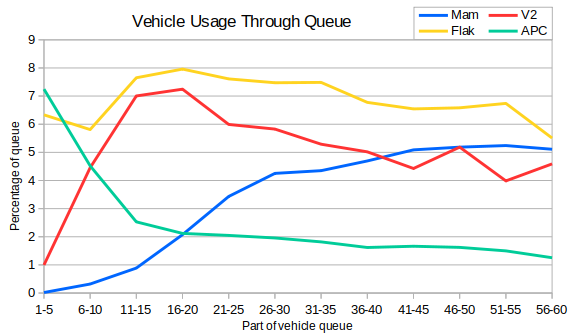 Vehicle Usage Through Queue
Mam V2
Flak APC
Percentage of queue
9
8
7
6
5
4
3
2
1
0
1-5 6-10 11-15 16-20 21-25 26-30 31-35 36-40 41-45 46-50 51-55 56-60
Part of vehicle queue